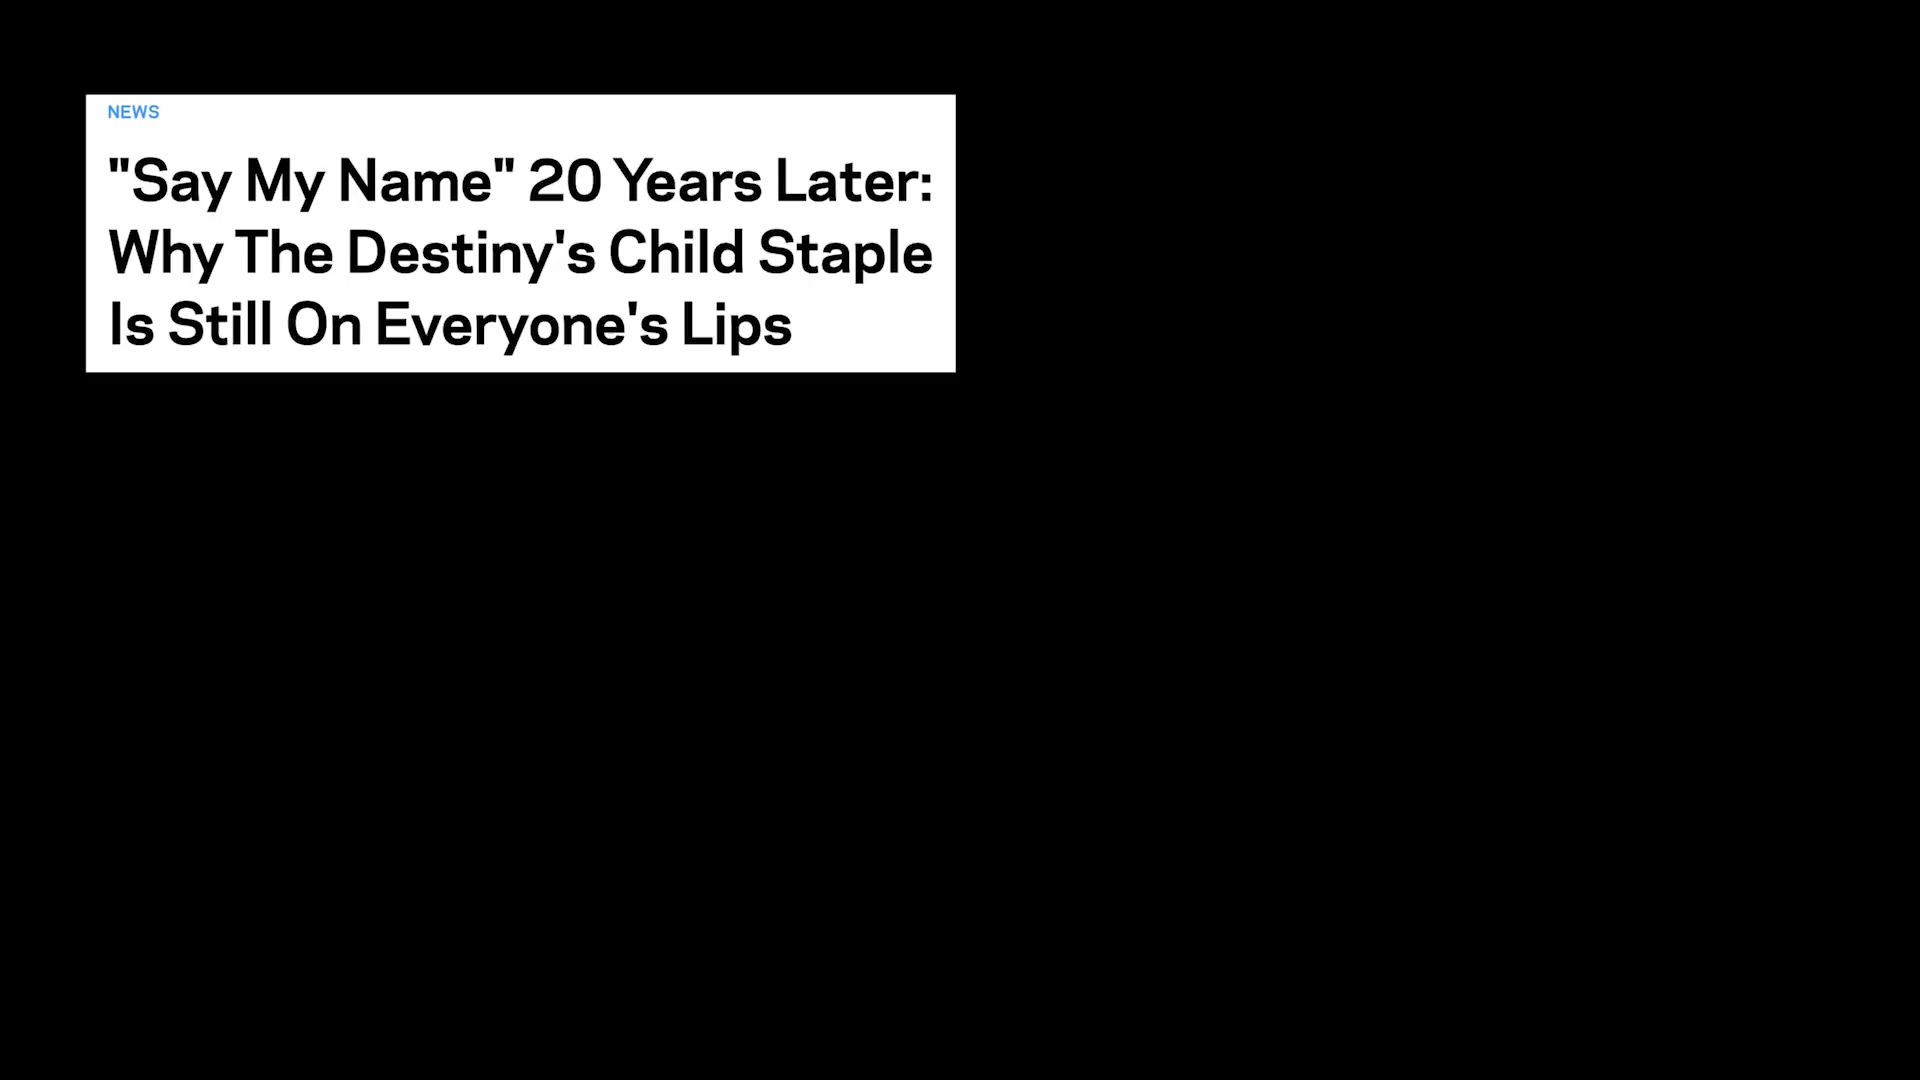 NEWS
"Say My Name" 20 Years Later:
Why The Destiny's Child Staple
Is Still On Everyone's Lips